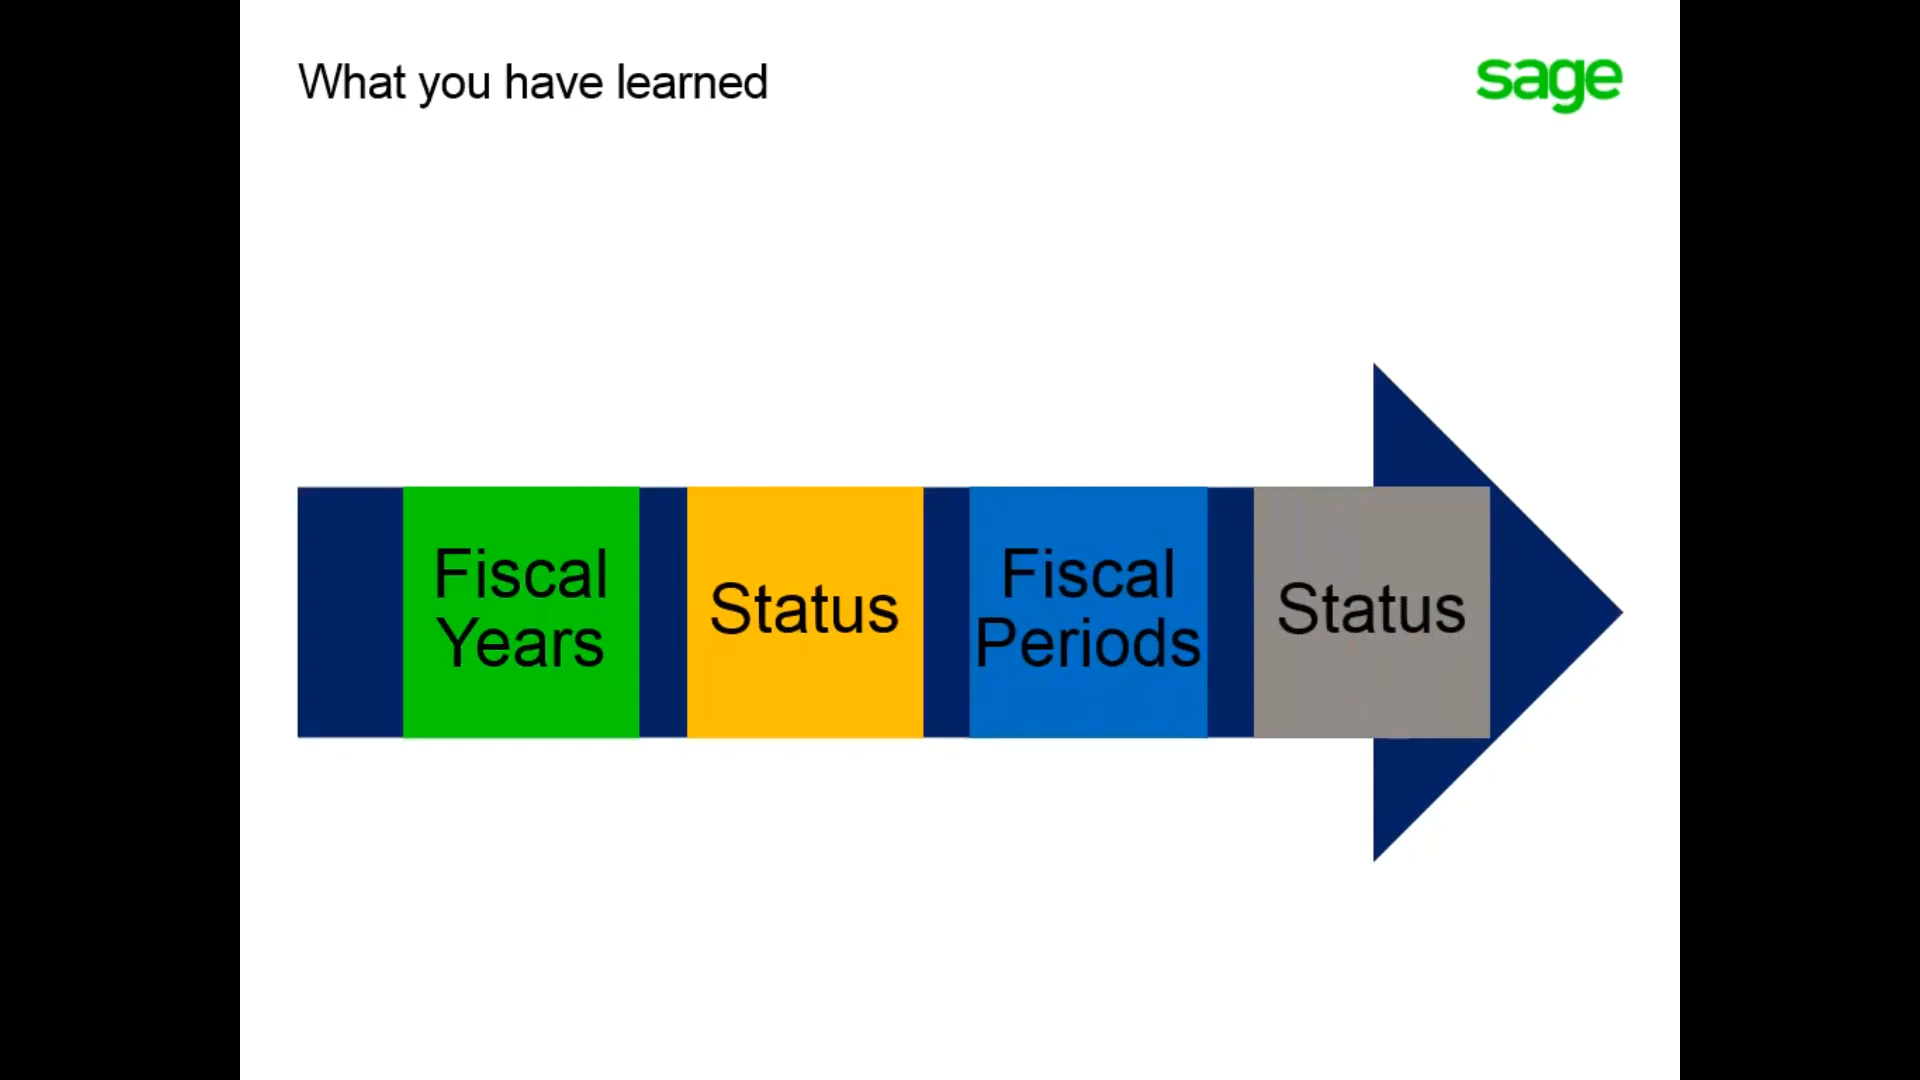 What you have learned
sage
Fiscal
Years
Status
Fiscal
Periods
Status